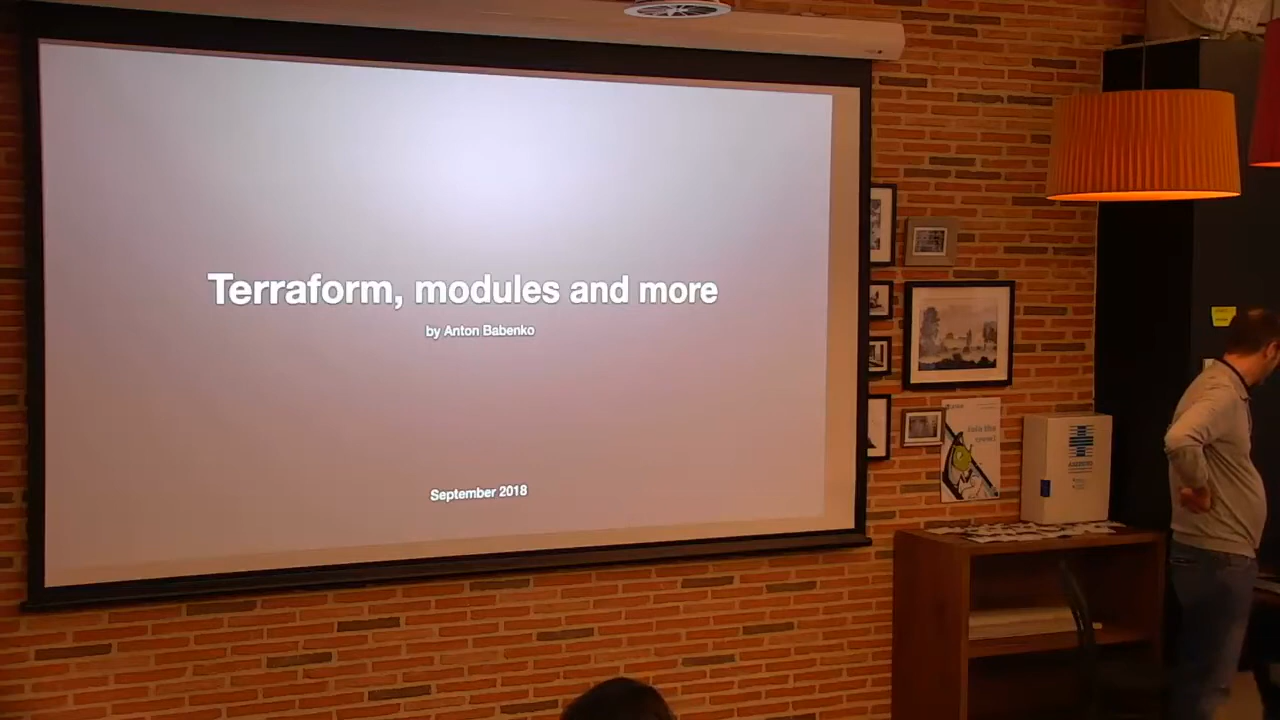 Terraform, modules and more
by Anton Babenko
September 2018